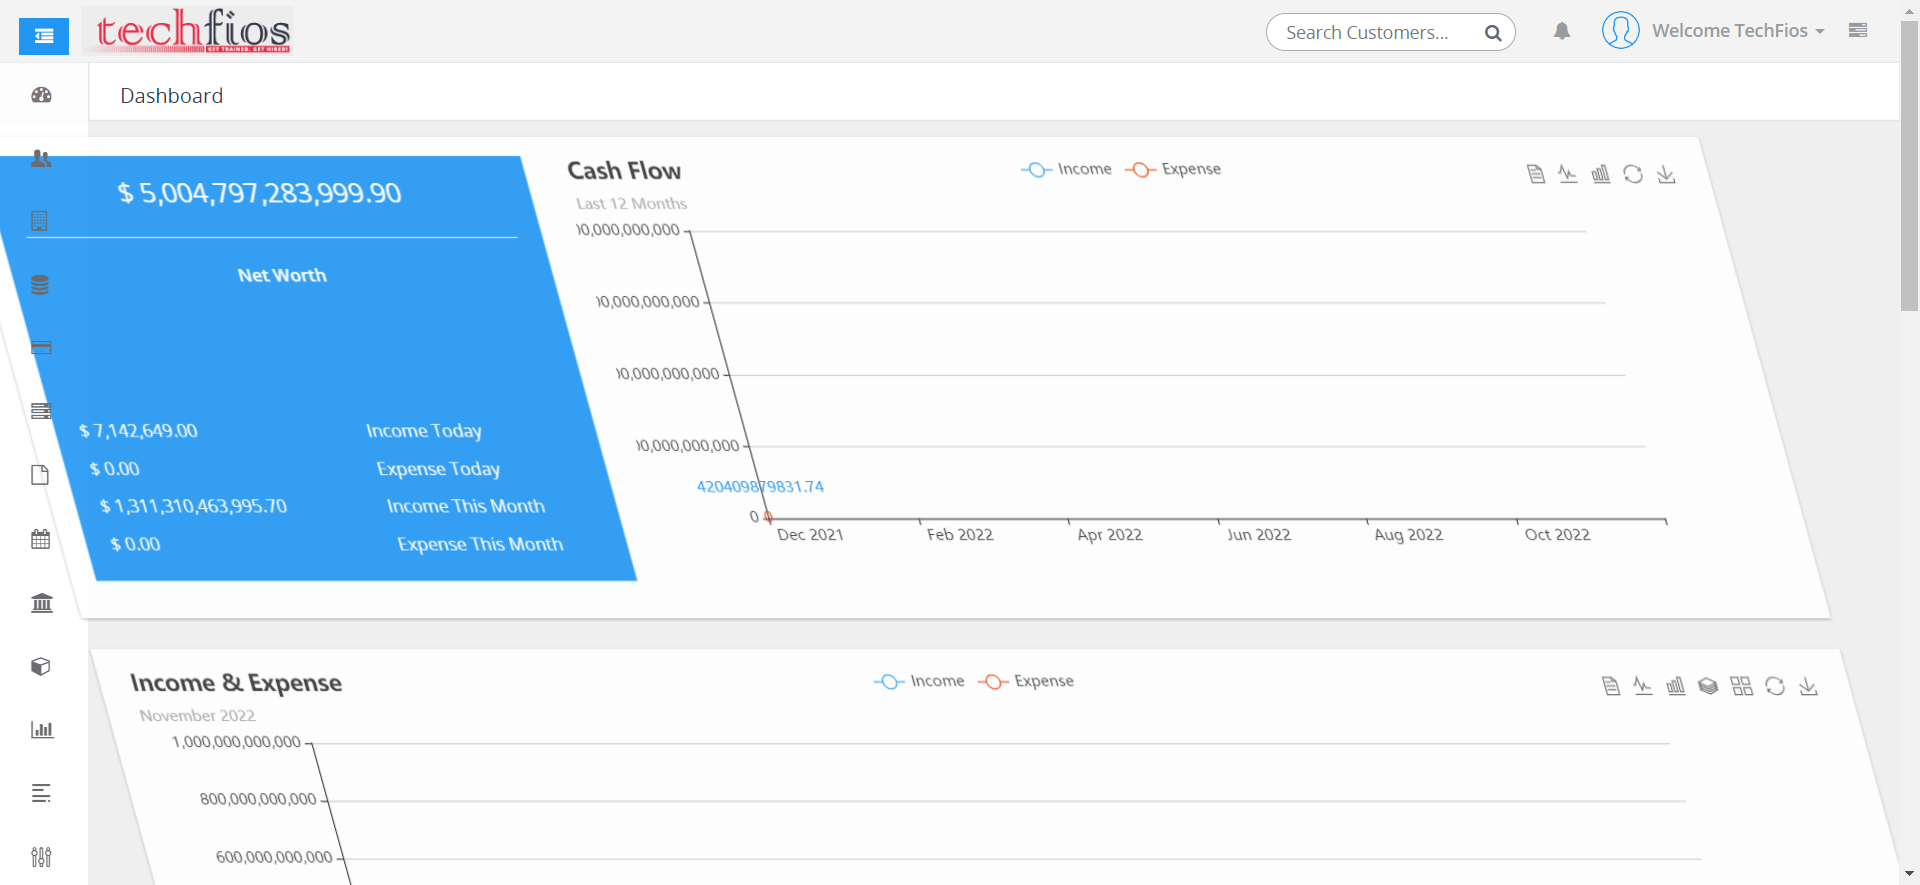 techfios
GET TRAINED. GET HIRED!
Search Customers...
Welcome TechFios
Dashboard
$ 5,004,797,283,999.90
Net Worth
$ 7,142,649.00 Income Today
$ 0.00 Expense Today
$ 1,311,310,463,995.70 Income This Month
$ 0.00 Expense This Month
Cash Flow
Last 12 Months
Income Expense
0,000,000,000
0,000,000,000
0,000,000,000
0,000,000,000
420409879831.74
0 0
Dec 2021 Feb 2022 Apr 2022 Jun 2022 Aug 2022 Oct 2022
Income & Expense
November 2022
Income Expense
1,000,000,000,000
800,000,000,000
600,000,000,000